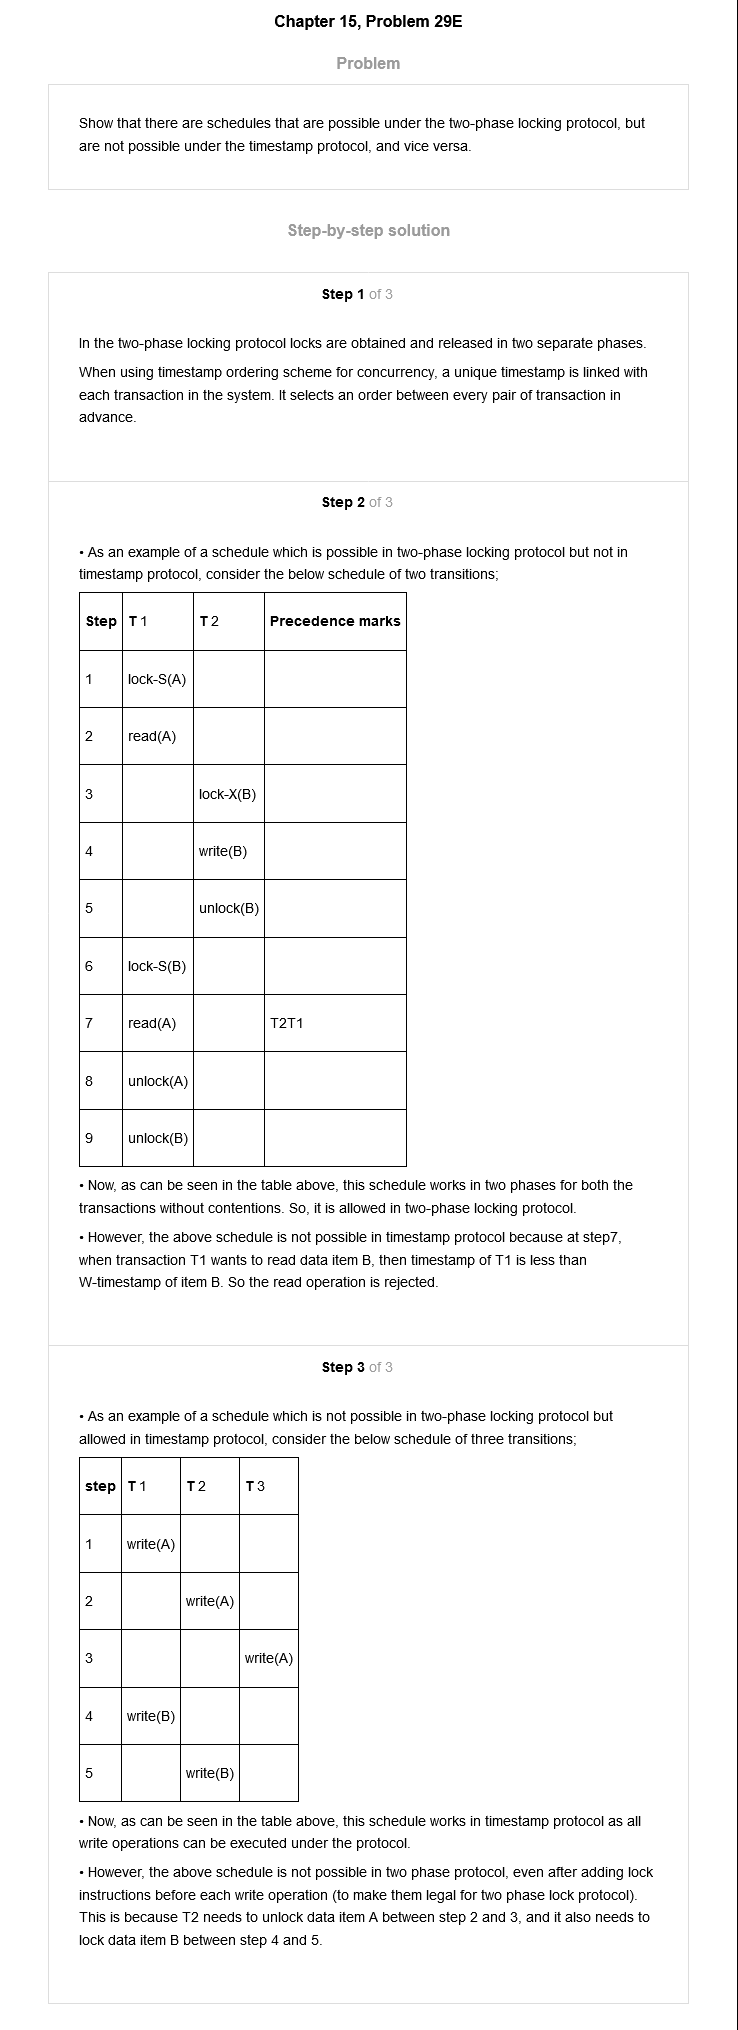 Chapter 15, Problem 29E
Problem
Show that there are schedules that are possible under the two-phase locking protocol, but
are not possible under the timestamp protocol, and vice versa.
Step-by-step solution
Step 1 of 3
In the two-phase locking protocol locks are obtained and released in two separate phases.
When using timestamp ordering scheme for concurrency, a unique timestamp is linked with
each transaction in the system. It selects an order between every pair of transaction in
advance.
Step 2 of 3
• As an example of a schedule which is possible in two-phase locking protocol but not in
timestamp protocol, consider the below schedule of two transitions;
Step T 1 T 2 Precedence marks
1 lock-S(A)
2 read(A)
3 lock-X(B)
4 write(B)
5 unlock(B)
6 lock-S(B)
7 read(A) T2T1
8 unlock(A)
9 unlock(B)
• Now, as can be seen in the table above, this schedule works in two phases for both the
transactions without contentions. So, it is allowed in two-phase locking protocol.
• However, the above schedule is not possible in timestamp protocol because at step7,
when transaction T1 wants to read data item B, then timestamp of T1 is less than
W-timestamp of item B. So the read operation is rejected.
Step 3 of 3
• As an example of a schedule which is not possible in two-phase locking protocol but
allowed in timestamp protocol, consider the below schedule of three transitions;
step T 1 T 2 T 3
1 write(A)
2 write(A)
3 write(A)
4 write(B)
5 write(B)
• Now, as can be seen in the table above, this schedule works in timestamp protocol as all
write operations can be executed under the protocol.
• However, the above schedule is not possible in two phase protocol, even after adding lock
instructions before each write operation (to make them legal for two phase lock protocol).
This is because T2 needs to unlock data item A between step 2 and 3, and it also needs to
lock data item B between step 4 and 5.